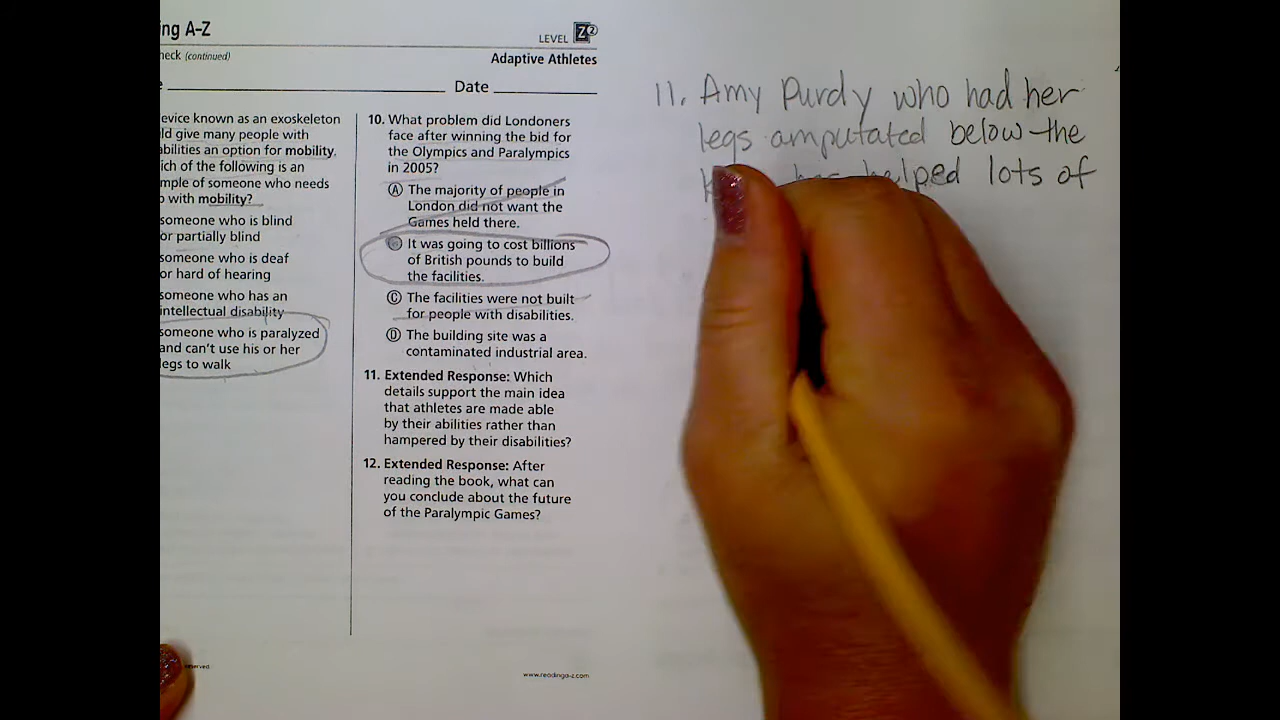 ing A–Z
LEVEL Z2
heck (continued)
Adaptive Athletes
Date
evice known as an exoskeleton
ld give many people with
abilities an option for mobility.
ich of the following is an
mple of someone who needs
with mobility?
someone who is blind
or partially blind
someone who is deaf
or hard of hearing
someone who has an
intellectual disability
someone who is paralyzed
and can't use his or her
legs to walk
reserved.
10. What problem did Londoners
face after winning the bid for
the Olympics and Paralympics
in 2005?
A The majority of people in
London did not want the
Games held there.
It was going to cost billions
of British pounds to build
the facilities.
C The facilities were not built
for people with disabilities.
D The building site was a
contaminated industrial area.
11. Extended Response: Which
details support the main idea
that athletes are made able
by their abilities rather than
hampered by their disabilities?
12. Extended Response: After
reading the book, what can
you conclude about the future
of the Paralympic Games?
www.readinga-z.com
11. Amy Purdy who had her
legs amputated below the
has helped lots of